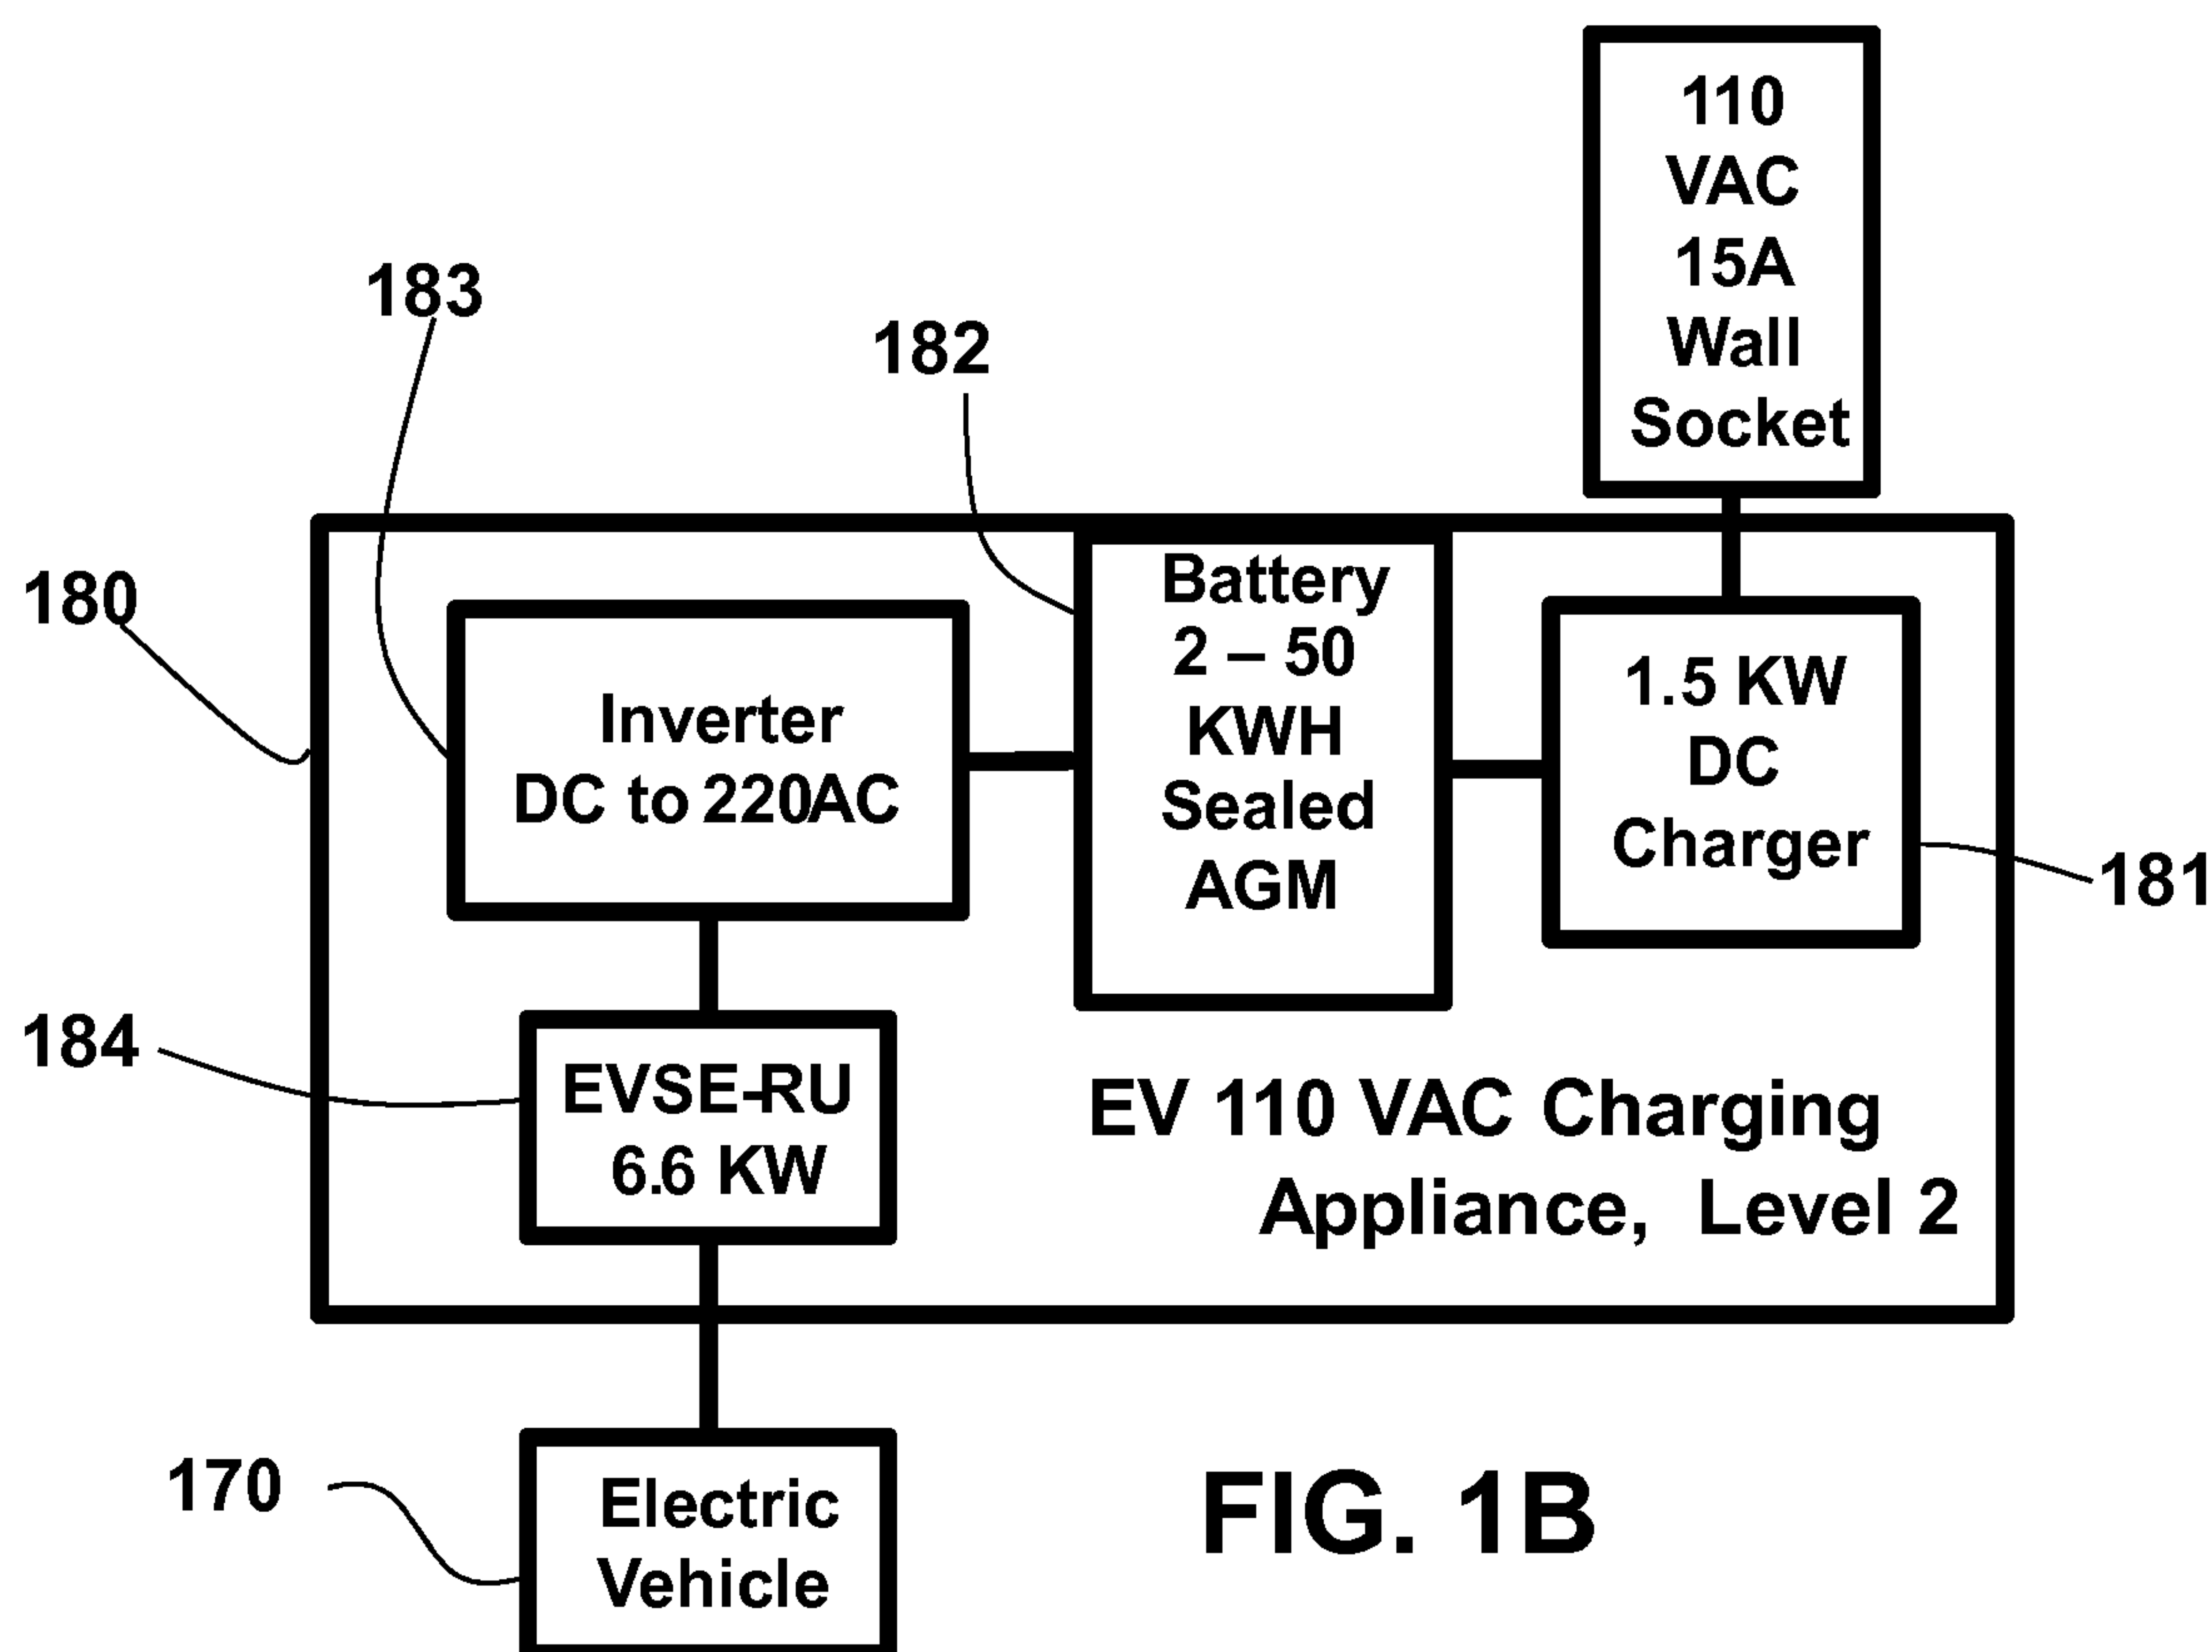 110
VAC
15A
Wall
Socket
183
182
180
Battery
2 – 50
KWH
Sealed
AGM
Inverter
DC to 220AC
1.5 KW
DC
Charger
181
184
EVSE-RU
6.6 KW
EV 110 VAC Charging
Appliance, Level 2
170
Electric
Vehicle
FIG. 1B